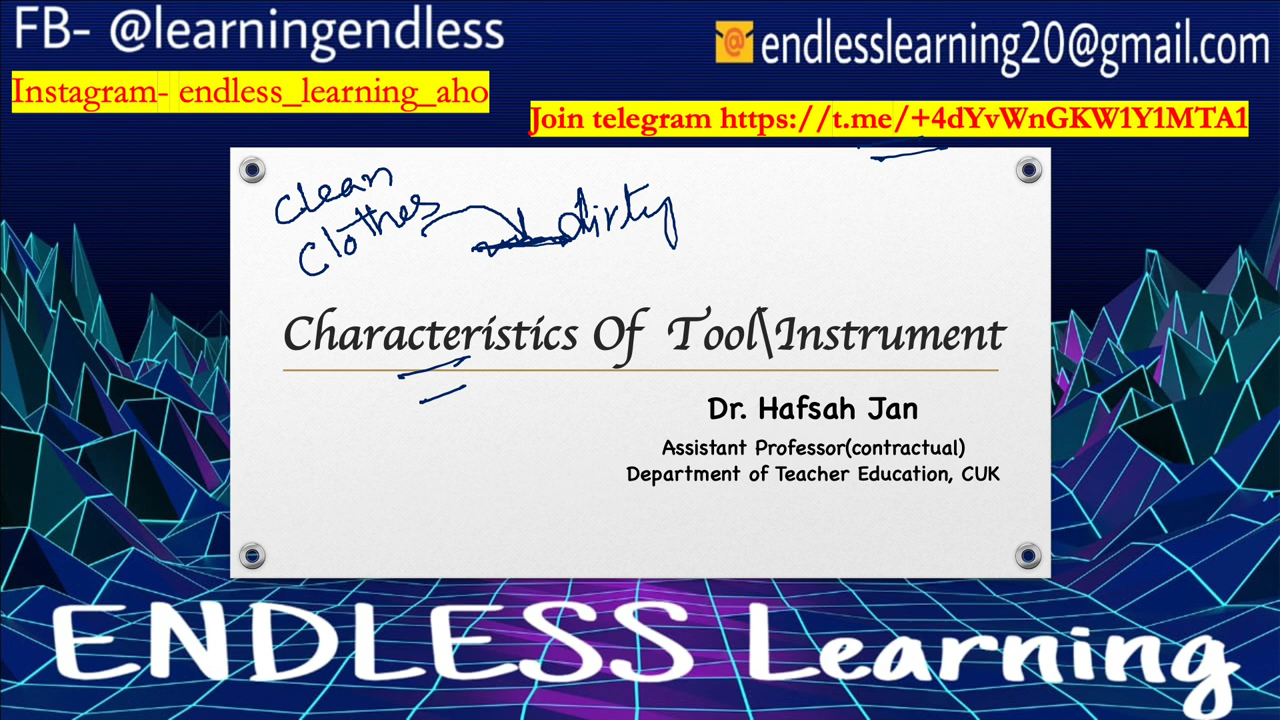 FB- @learningendless
endlesslearning20@gmail.com
Instagram- endless_learning_aho
Join telegram https://t.me/+4dYvWnGKW1Y1MTA1
clean
clothes
dirty
Characteristics Of Tool\Instrument
Dr. Hafsah Jan
Assistant Professor(contractual)
Department of Teacher Education, CUK
ENDLESS Learning